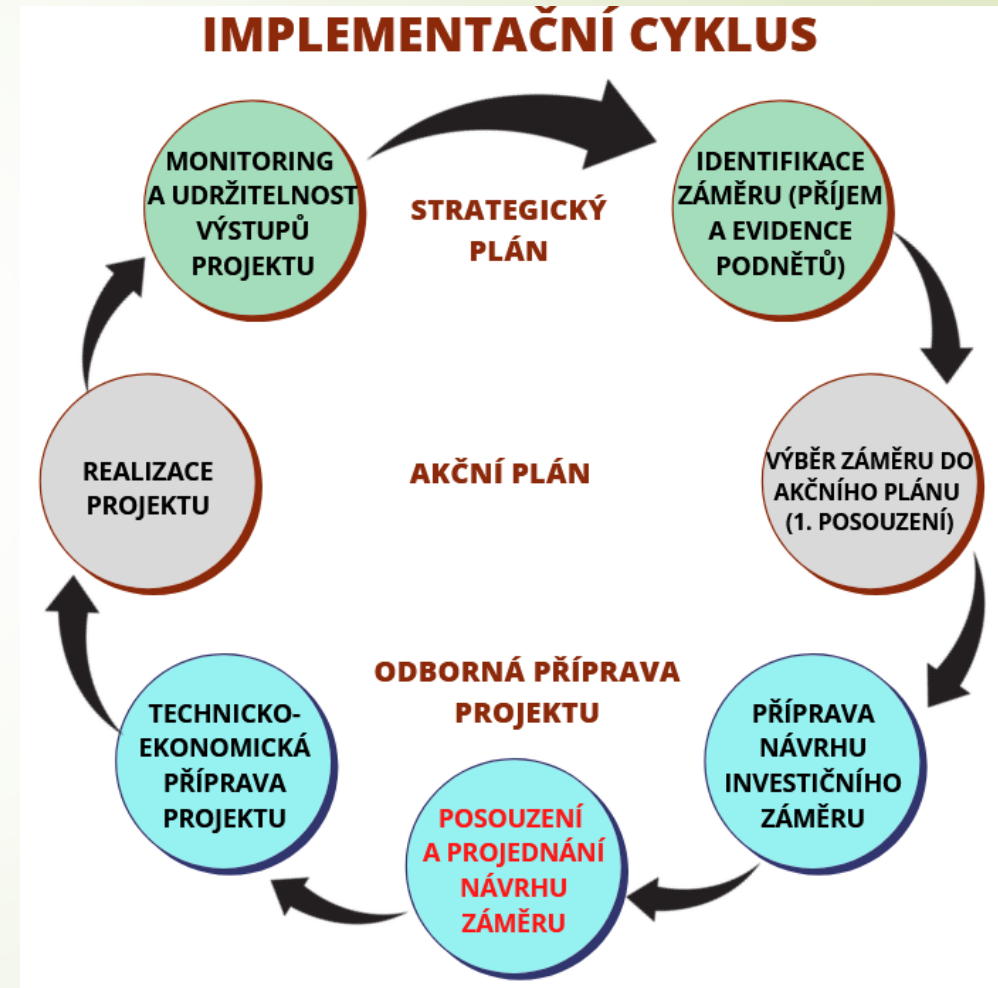 IMPLEMENTAČNÍ CYKLUS
MONITORING
A UDRŽITELNOST
VÝSTUPŮ
PROJEKTU
STRATEGICKÝ
PLÁN
IDENTIFIKACE
ZÁMĚRU (PŘÍJEM
A EVIDENCE
PODNĚTŮ)
REALIZACE
PROJEKTU
AKČNÍ PLÁN
VÝBĚR ZÁMĚRU DO
AKČNÍHO PLÁNU
(1. POSOUZENÍ)
TECHNICKO-
EKONOMICKÁ
PŘÍPRAVA
PROJEKTU
ODBORNÁ PŘÍPRAVA
PROJEKTU
PŘÍPRAVA
NÁVRHU
INVESTIČNÍHO
ZÁMĚRU
POSOUZENÍ
A PROJEDNÁNÍ
NÁVRHU
ZÁMĚRU